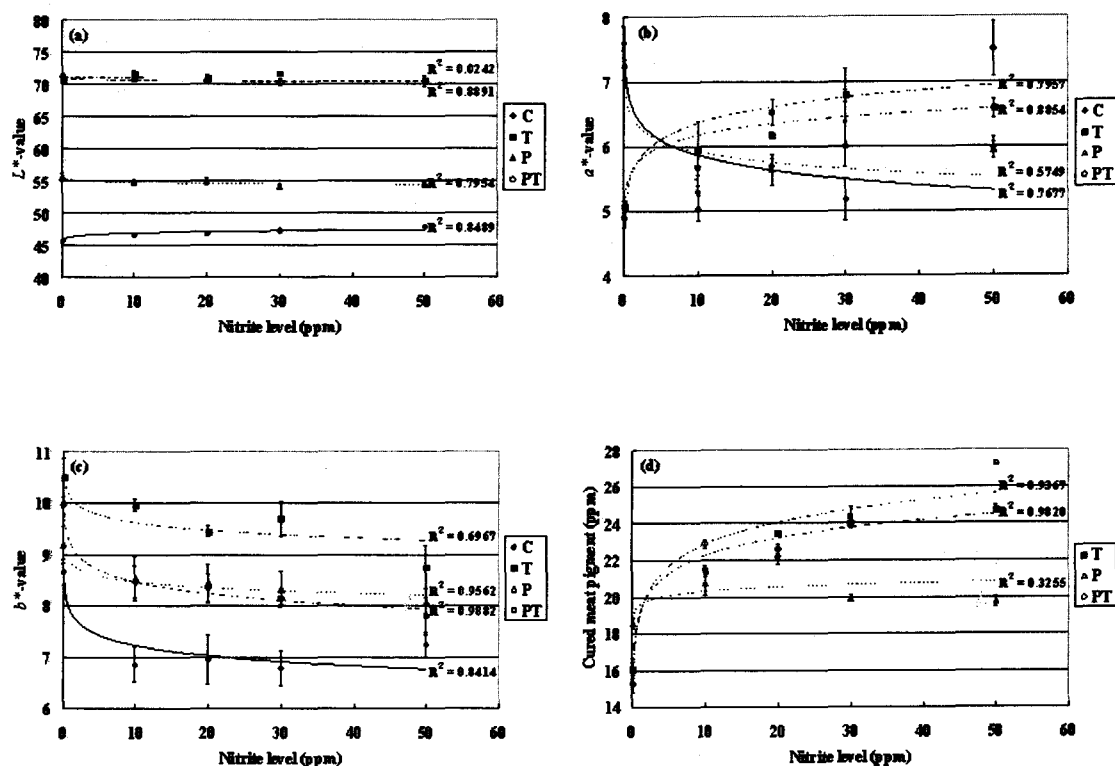 (a)
L*-value
80
75
70
65
60
55
50
45
40
R² = 0.0242
R² = 0.8891
R² = 0.7958
R² = 0.8489
0 10 20 30 40 50 60
Nitrite level (ppm)
C
T
P
PT
(b)
a*-value
8
7
6
5
4
R² = 0.7957
R² = 0.8854
R² = 0.5749
R² = 0.7677
0 10 20 30 40 50 60
Nitrite level (ppm)
C
T
P
PT
(c)
b*-value
11
10
9
8
7
6
R² = 0.6967
R² = 0.9562
R² = 0.9882
R² = 0.8414
0 10 20 30 40 50 60
Nitrite level (ppm)
C
T
P
PT
(d)
Cured meat pigment (ppm)
28
26
24
22
20
18
16
14
R² = 0.9367
R² = 0.9820
R² = 0.3255
0 10 20 30 40 50 60
Nitrite level (ppm)
T
P
PT